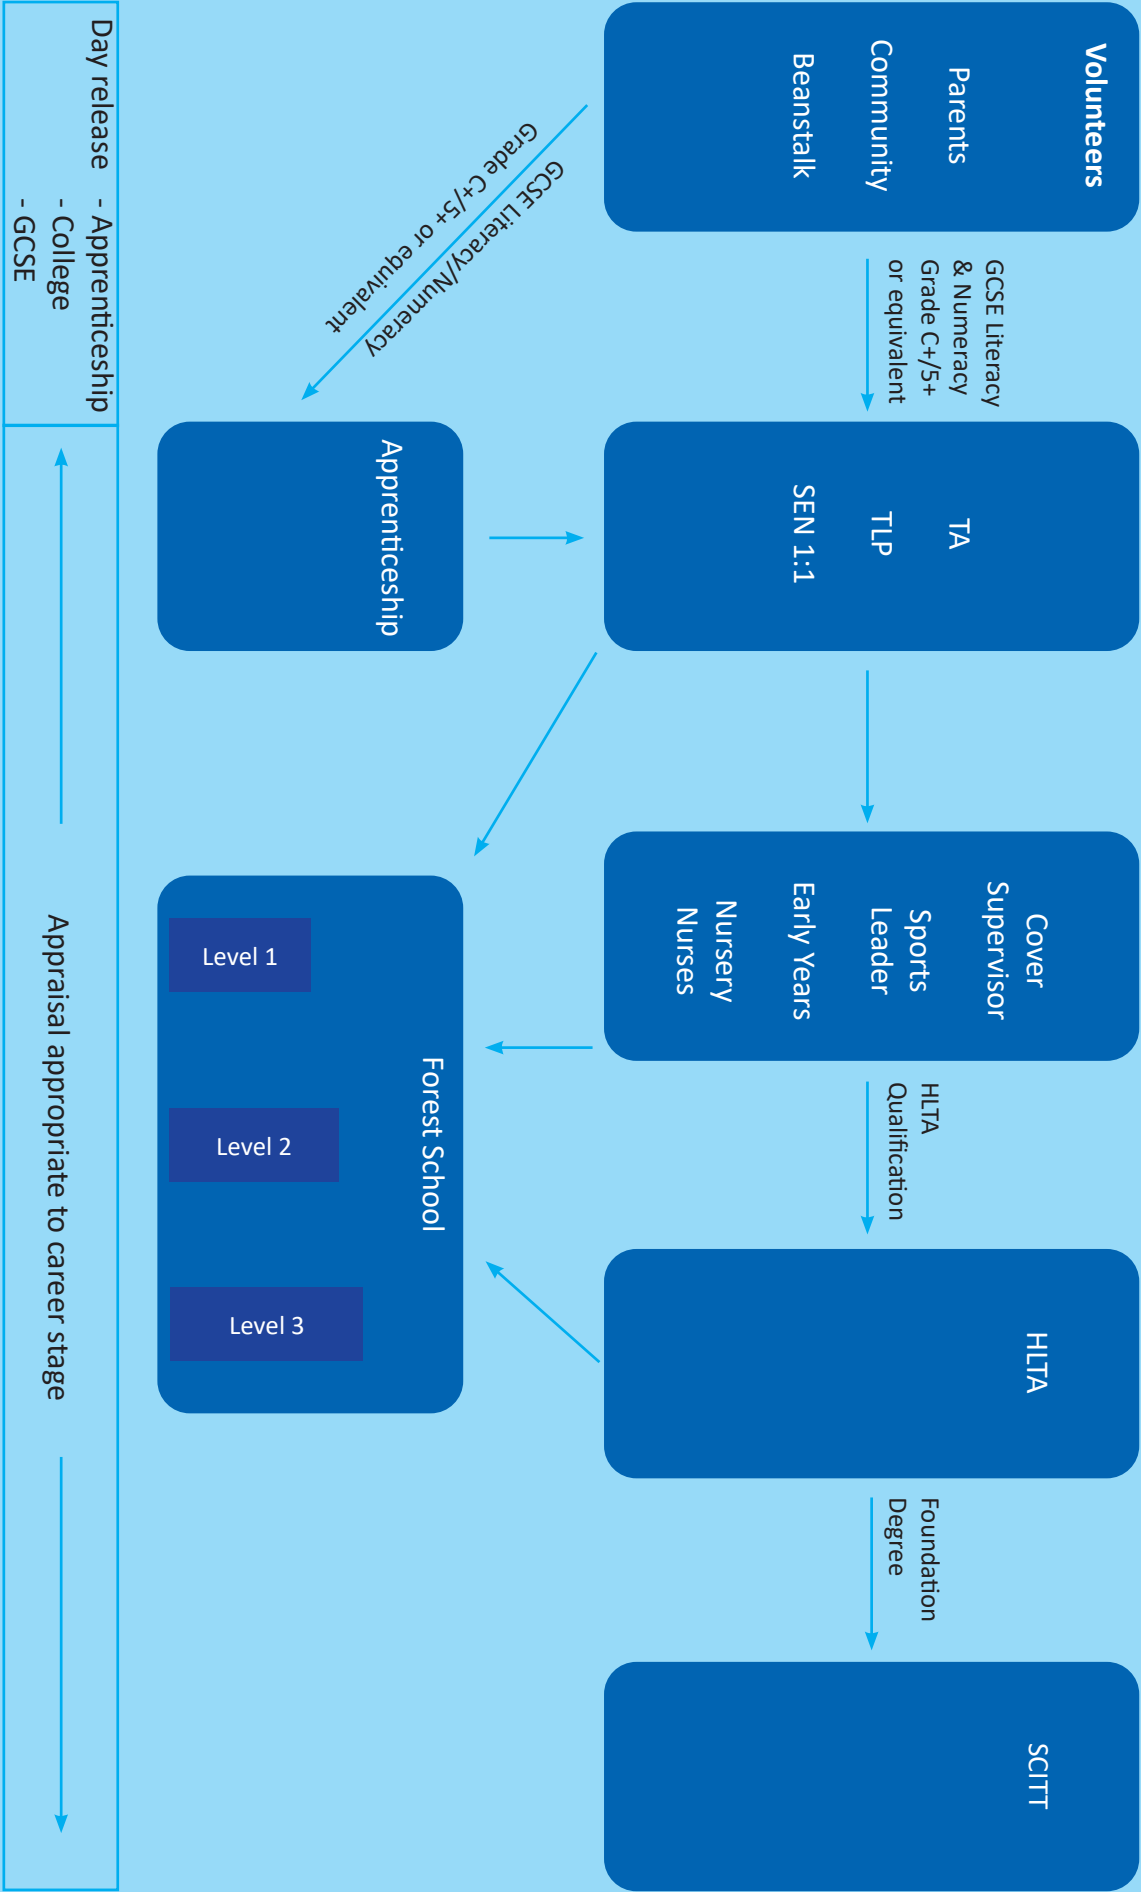 Volunteers
Parents
Community
Beanstalk
GCSE Literacy
& Numeracy
Grade C+/5+
or equivalent
TA
TLP
SEN 1:1
Cover
Supervisor
Sports
Leader
Early Years
Nursery
Nurses
HLTA
Qualification
HLTA
Foundation
Degree
SCITT
GCSE Literacy/Numeracy
Grade C+/5+ or equivalent
Apprenticeship
Forest School
Level 1
Level 2
Level 3
Day release - Apprenticeship
- College
- GCSE
Appraisal appropriate to career stage